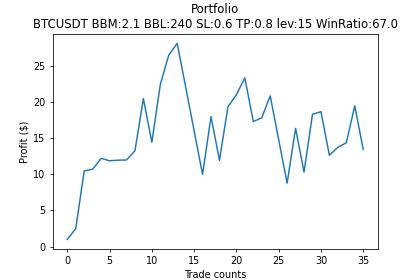 Portfolio
BTCUSDT BBM:2.1 BBL:240 SL:0.6 TP:0.8 lev:15 WinRatio:67.0
25
20
15
10
5
0
Profit ($)
0 5 10 15 20 25 30 35
Trade counts